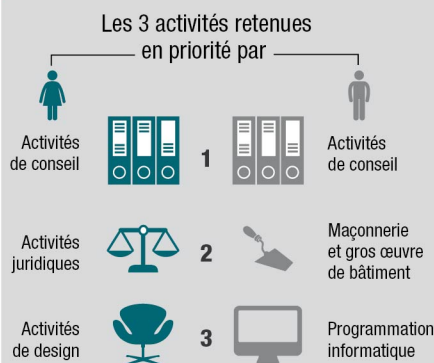 Les 3 activités retenues
en priorité par
Activités
de conseil
1
Activités
de conseil
Activités
juridiques
2
Maçonnerie
et gros œuvre
de bâtiment
Activités
de design
3
Programmation
informatique